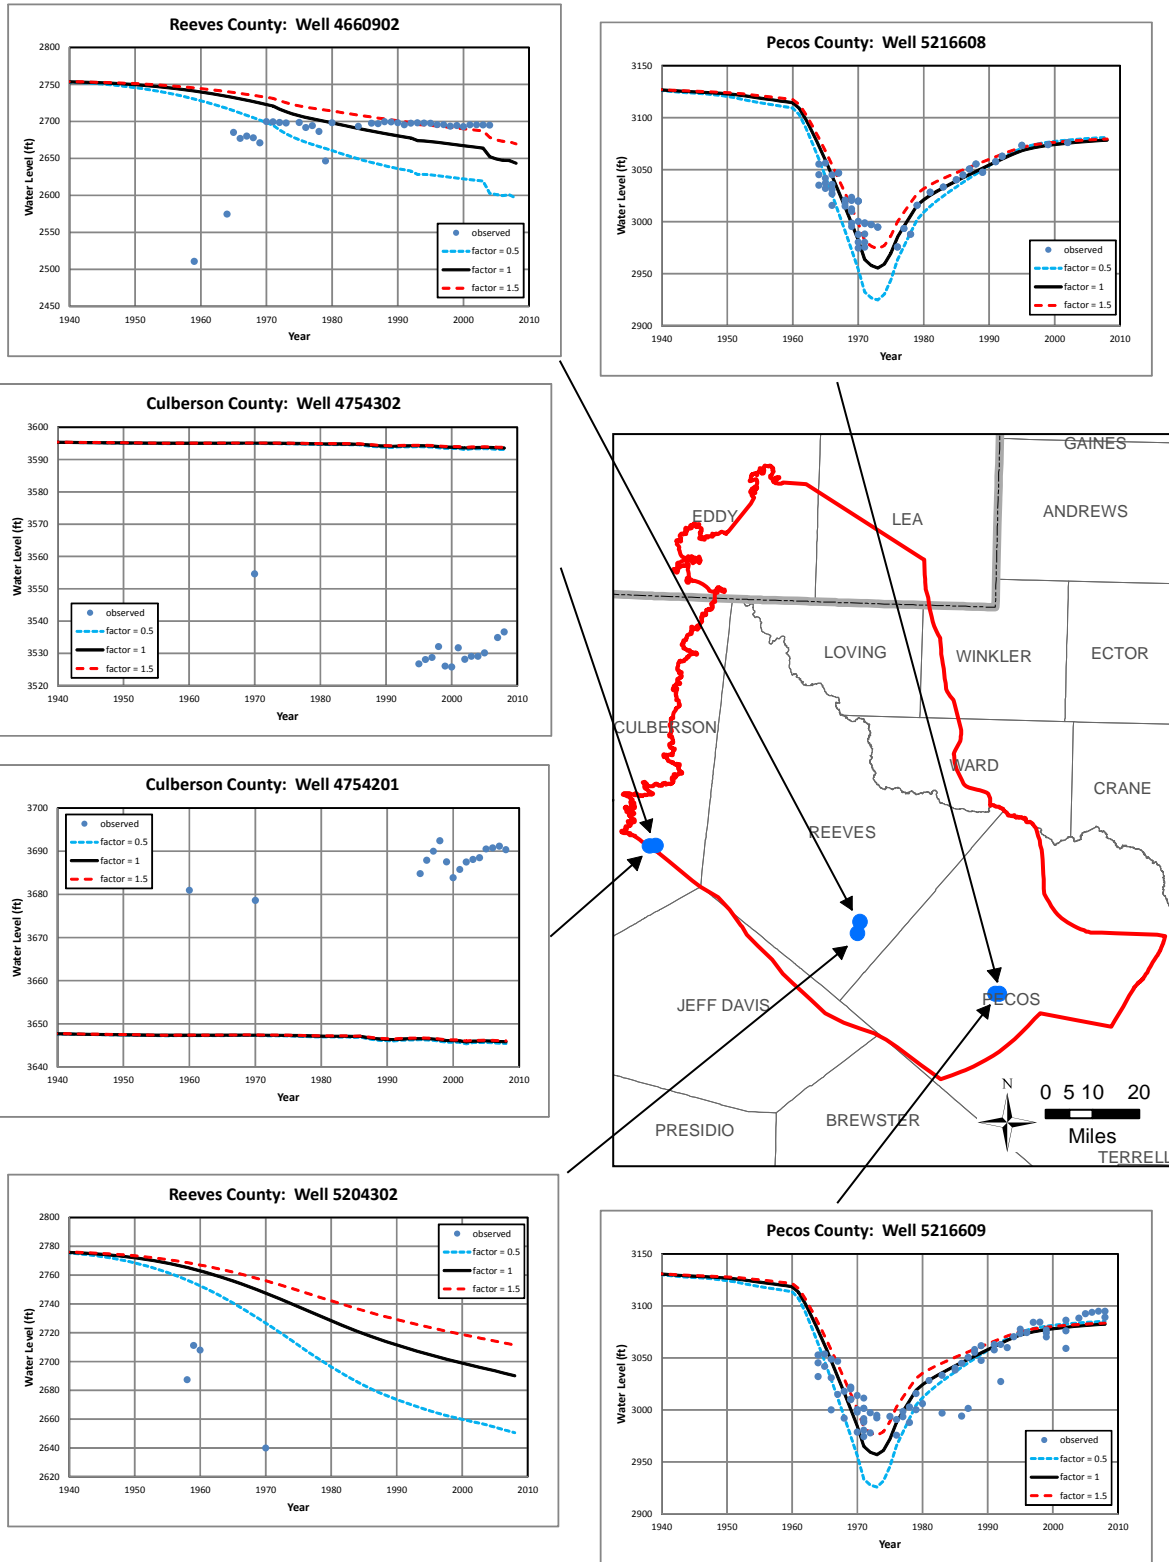 Reeves County: Well 4660902
2800
2750
2700
2650
2600
2550
2500
2450
Water Level (ft)
observed
factor = 0.5
factor = 1
factor = 1.5
1940 1950 1960 1970 1980 1990 2000 2010
Year
Pecos County: Well 5216608
3150
3100
3050
3000
2950
2900
Water Level (ft)
observed
factor = 0.5
factor = 1
factor = 1.5
1940 1950 1960 1970 1980 1990 2000 2010
Year
Culberson County: Well 4754302
3600
3590
3580
3570
3560
3550
3540
3530
3520
Water Level (ft)
observed
factor = 0.5
factor = 1
factor = 1.5
1940 1950 1960 1970 1980 1990 2000 2010
Year
Culberson County: Well 4754201
3700
3690
3680
3670
3660
3650
3640
Water Level (ft)
observed
factor = 0.5
factor = 1
factor = 1.5
1940 1950 1960 1970 1980 1990 2000 2010
Year
GAINES
EDDY
LEA
ANDREWS
LOVING
WINKLER
ECTOR
CULBERSON
WARD
CRANE
REEVES
JEFF DAVIS
PECOS
N
0 5 10 20
Miles
PRESIDIO
BREWSTER
TERRELL
Reeves County: Well 5204302
2800
2780
2760
2740
2720
2700
2680
2660
2640
2620
Water Level (ft)
observed
factor = 0.5
factor = 1
factor = 1.5
1940 1950 1960 1970 1980 1990 2000 2010
Year
Pecos County: Well 5216609
3150
3100
3050
3000
2950
2900
Water Level (ft)
observed
factor = 0.5
factor = 1
factor = 1.5
1940 1950 1960 1970 1980 1990 2000 2010
Year